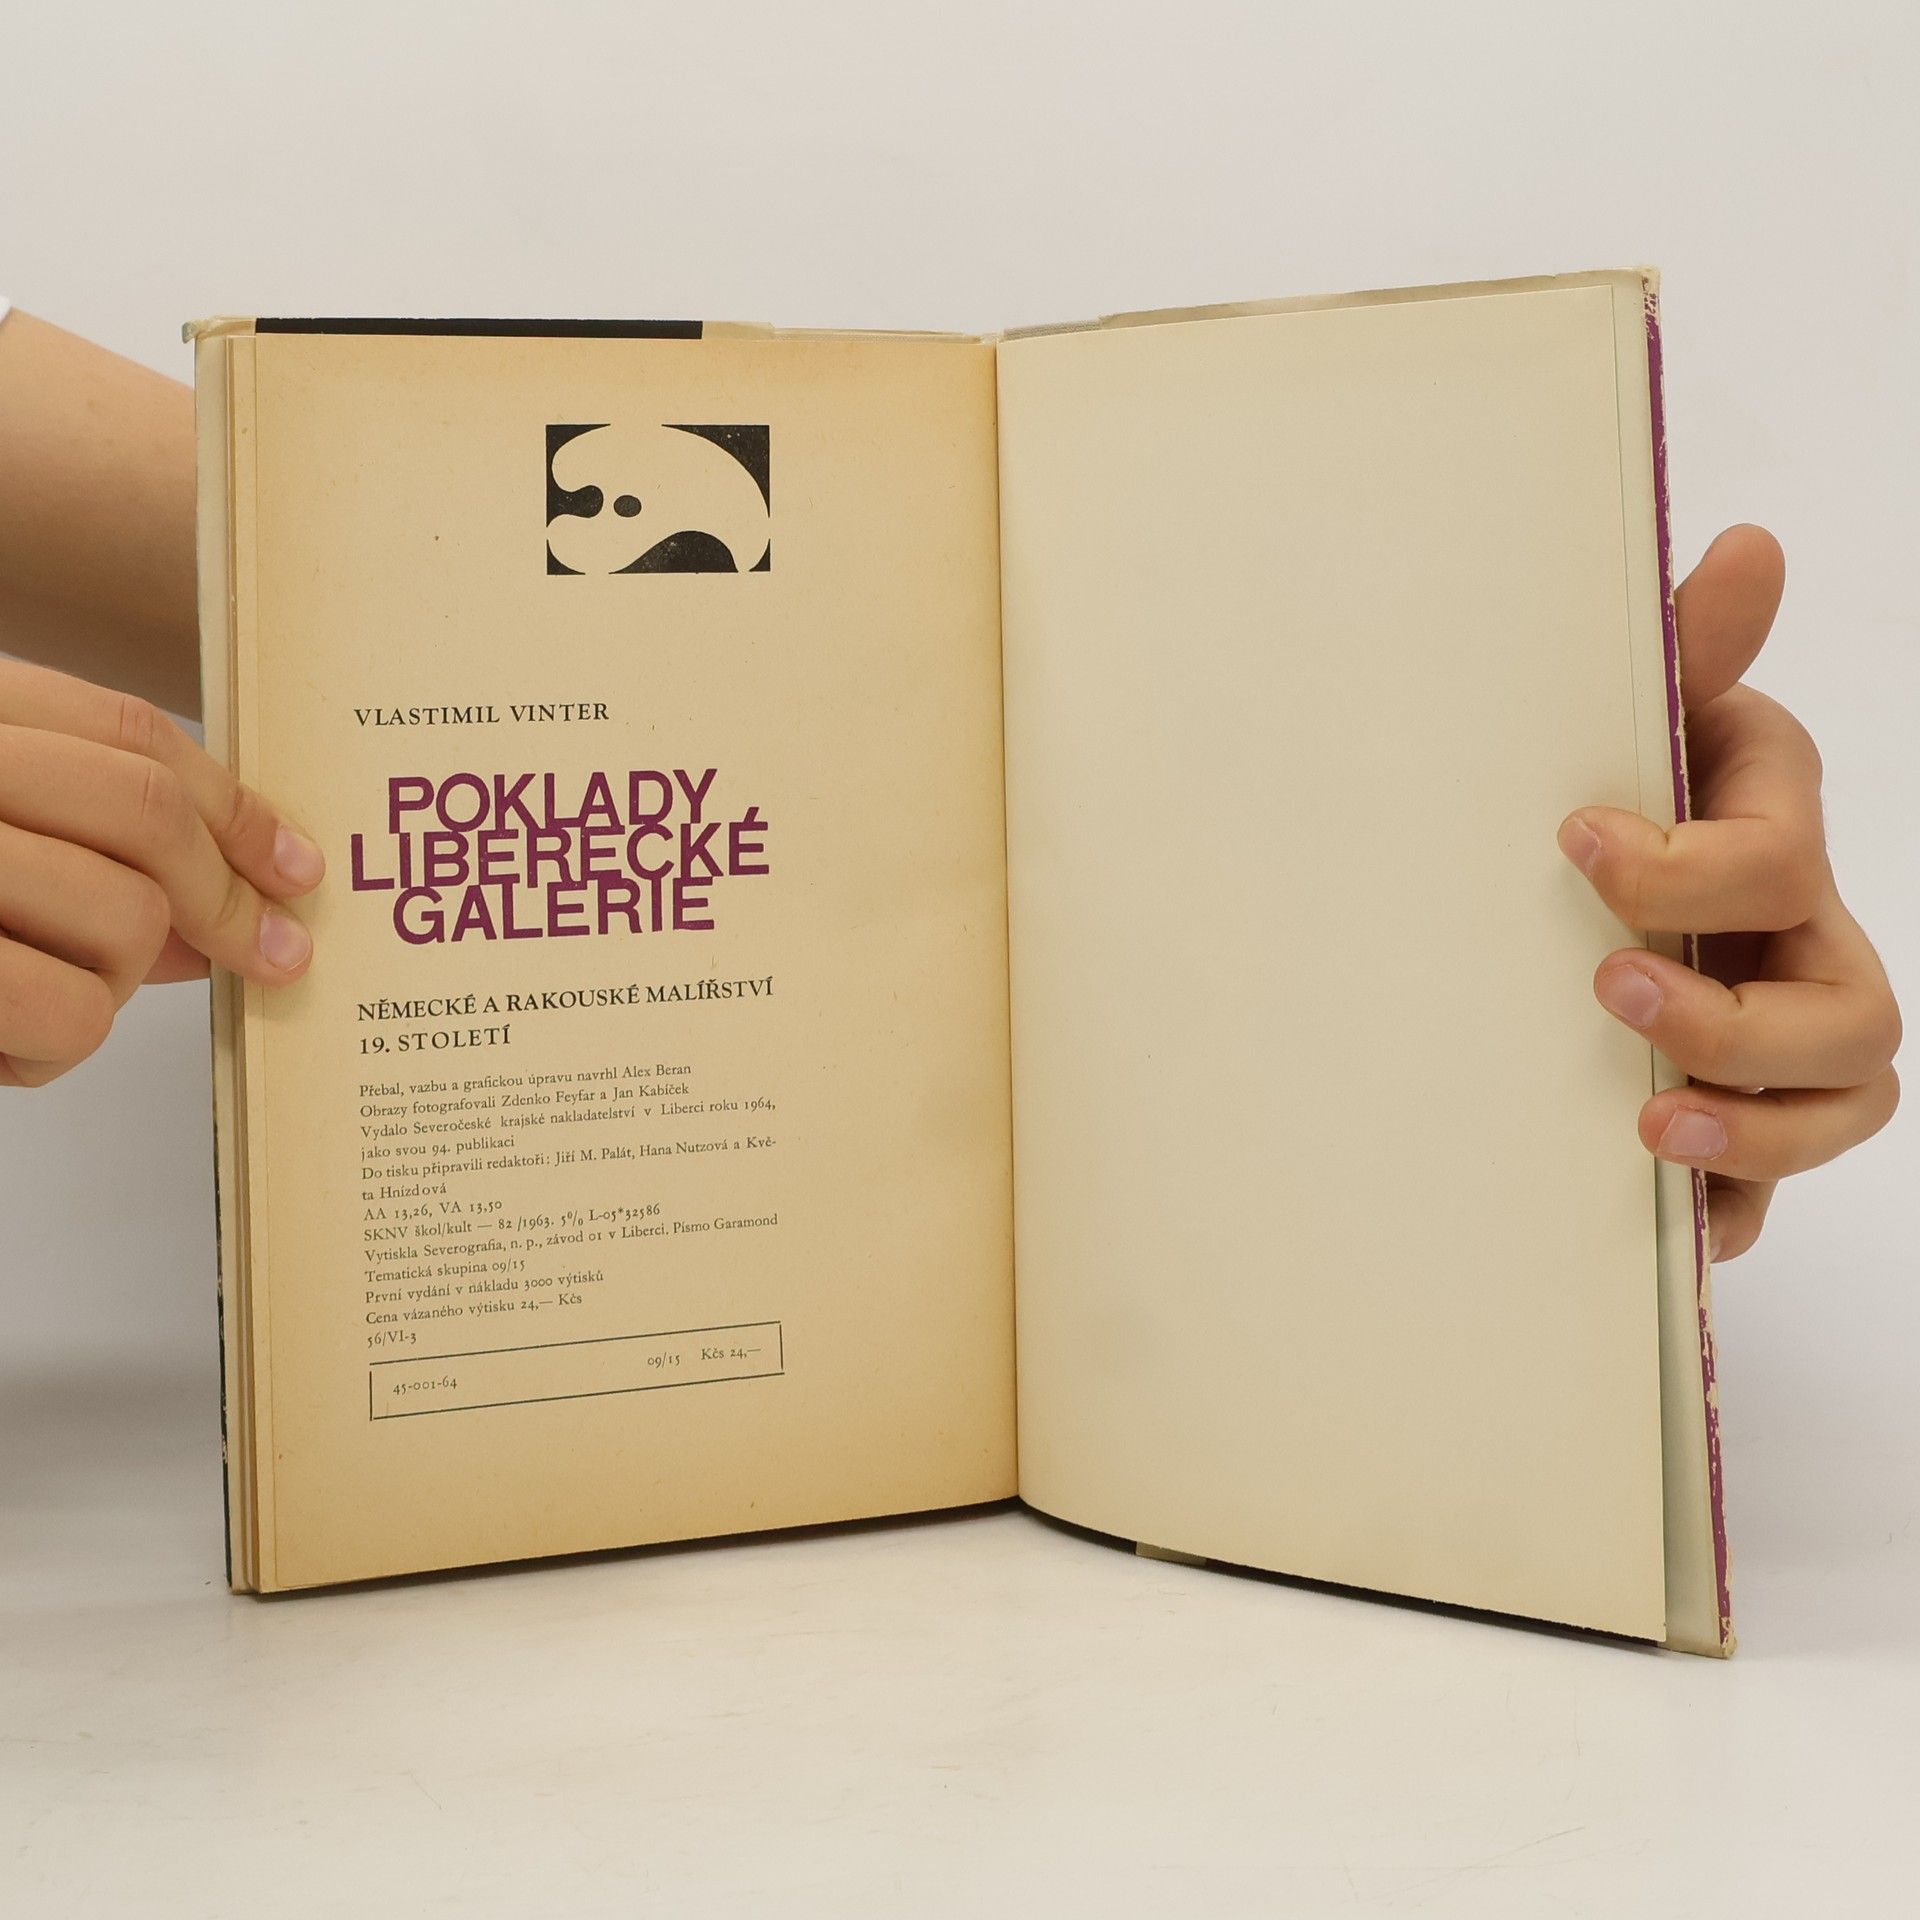 VLASTIMIL VINTER
POKLADY
LIBERECKÉ
GALERIE
NĚMECKÉ A RAKOUSKÉ MALÍŘSTVÍ
19. STOLETÍ
Přebal, vazbu a grafickou úpravu navrhl Alex Beran
Obrazy fotografovali Zdenko Feyfar a Jan Kabíček
Vydalo Severočeské krajské nakladatelství v Liberci roku 1964,
jako svou 94. publikaci
Do tisku připravili redaktoři: Jiří M. Palát, Hana Nutzová a Kvě-
ta Hnízdová
AA 13,26, VA 13,50
SKNV škol/kult — 82 /1963. 5% L-05*32586
Vytiskla Severografia, n. p., závod 01 v Liberci. Písmo Garamond
Tematická skupina 09/15
První vydání v nákladu 3000 výtisků
Cena vázaného výtisku 24,— Kčs
56/VI-3
09/15 Kčs 24,—
45-001-64